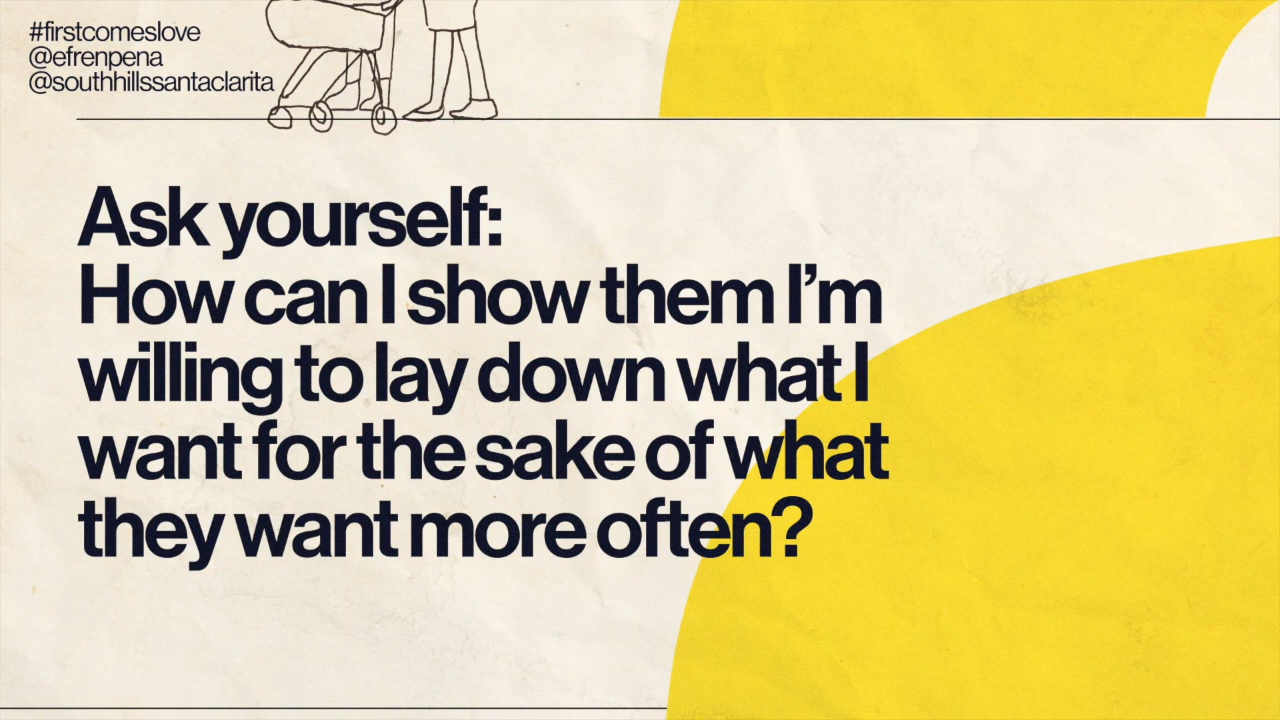 #firstcomeslove
@efrenpena
@southhillssantaclarita
Ask yourself:
How can I show them I’m
willing to lay down what I
want for the sake of what
they want more often?